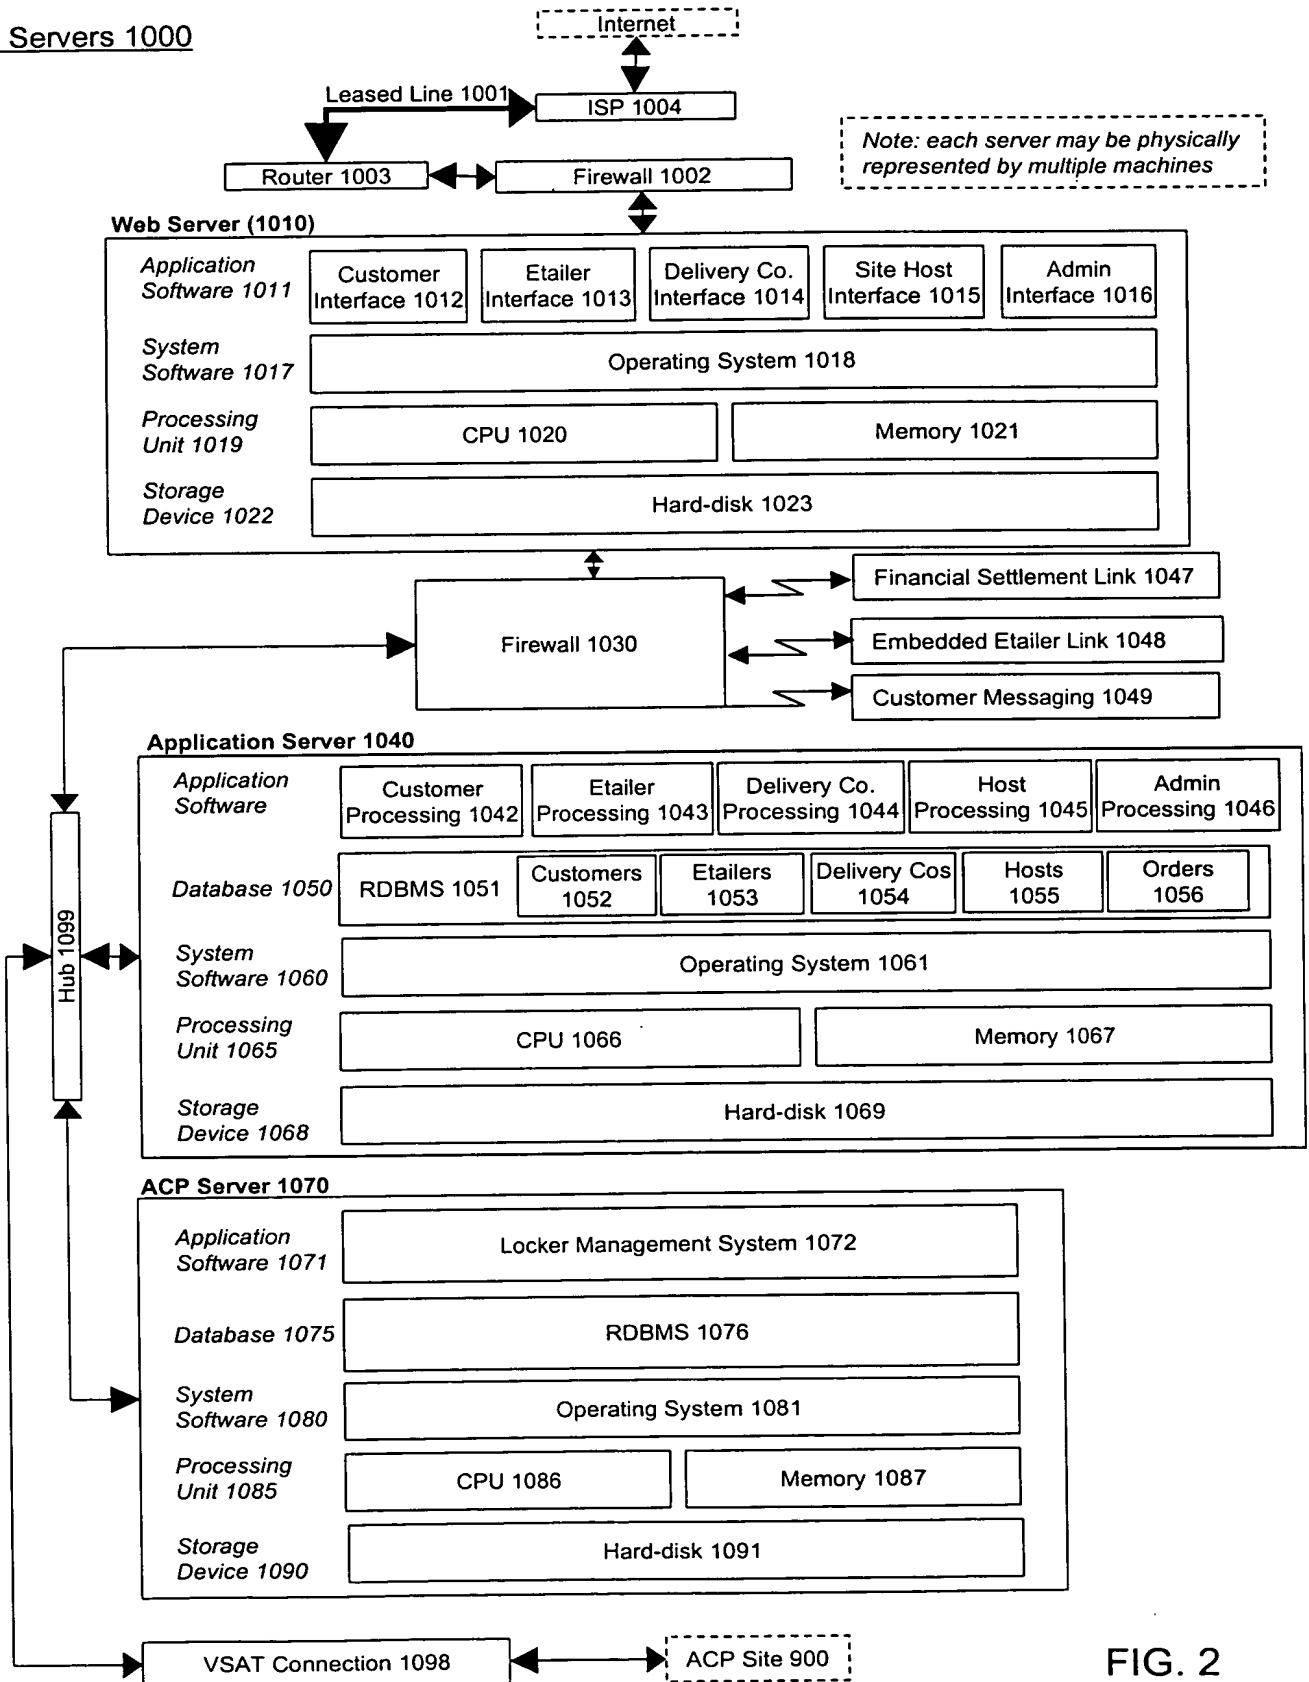 Servers 1000
Internet
Leased Line 1001
ISP 1004
Note: each server may be physically
represented by multiple machines
Router 1003
Firewall 1002
Web Server (1010)
Application
Software 1011
Customer
Interface 1012
Etailer
Interface 1013
Delivery Co.
Interface 1014
Site Host
Interface 1015
Admin
Interface 1016
System
Software 1017
Operating System 1018
Processing
Unit 1019
CPU 1020
Memory 1021
Storage
Device 1022
Hard-disk 1023
Firewall 1030
Financial Settlement Link 1047
Embedded Etailer Link 1048
Customer Messaging 1049
Application Server 1040
Application
Software
Customer
Processing 1042
Etailer
Processing 1043
Delivery Co.
Processing 1044
Host
Processing 1045
Admin
Processing 1046
Database 1050
RDBMS 1051
Customers
1052
Etailers
1053
Delivery Cos
1054
Hosts
1055
Orders
1056
Hub 1099
System
Software 1060
Operating System 1061
Processing
Unit 1065
CPU 1066
Memory 1067
Storage
Device 1068
Hard-disk 1069
ACP Server 1070
Application
Software 1071
Locker Management System 1072
Database 1075
RDBMS 1076
System
Software 1080
Operating System 1081
Processing
Unit 1085
CPU 1086
Memory 1087
Storage
Device 1090
Hard-disk 1091
VSAT Connection 1098
ACP Site 900
FIG. 2